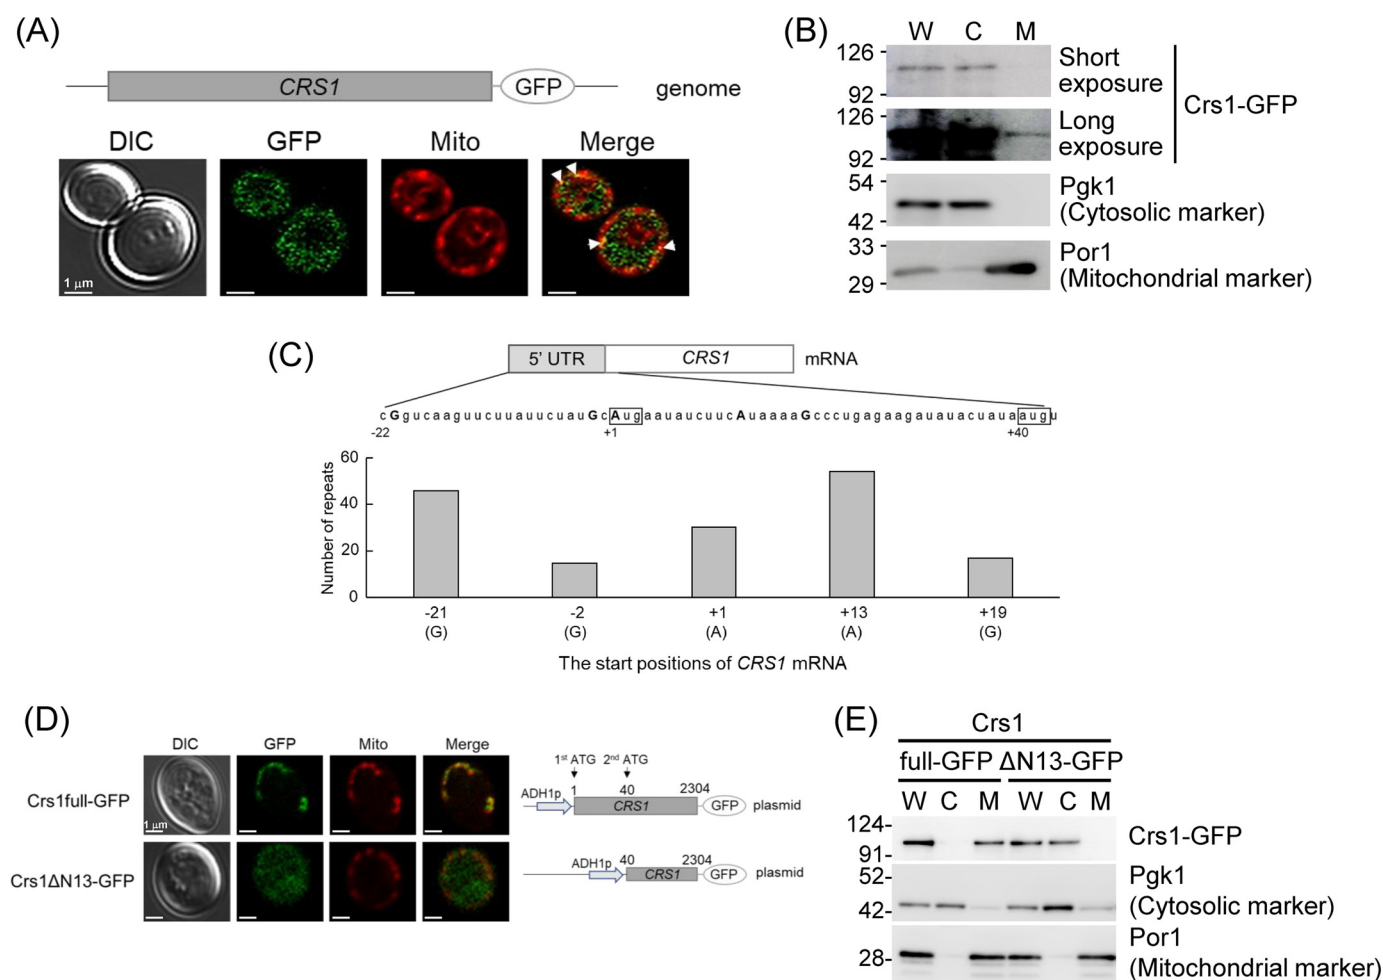 (A)
CRS1 GFP genome
DIC GFP Mito Merge
1 μm
(B)
W C M
126
92
Short
exposure
126
92
Long
exposure
Crs1-GFP
54
42
Pgk1
(Cytosolic marker)
33
29
Por1
(Mitochondrial marker)
(C)
5' UTR CRS1 mRNA
cGgucaaguucuuauucuauGcAugaauaucuucAuaaaaGcccugagaagauauacuauaaugu
-22 +1 +40
Number of repeats
60
40
20
0
-21 -2 +1 +13 +19
(G) (G) (A) (A) (G)
The start positions of CRS1 mRNA
(D)
DIC GFP Mito Merge
Crs1full-GFP
1 μm
1st ATG 2nd ATG
ADH1p 1 40 2304
CRS1 GFP plasmid
Crs1ΔN13-GFP
ADH1p 40 2304
CRS1 GFP plasmid
(E)
Crs1
full-GFP ΔN13-GFP
W C M W C M
124-
91-
Crs1-GFP
52-
42-
Pgk1
(Cytosolic marker)
28-
Por1
(Mitochondrial marker)